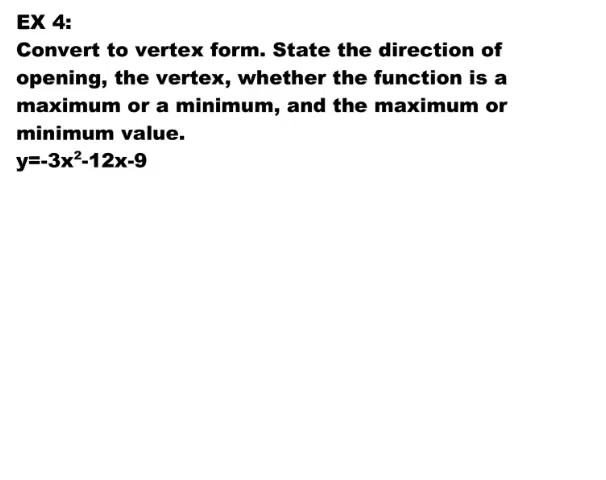 EX 4:
Convert to vertex form. State the direction of
opening, the vertex, whether the function is a
maximum or a minimum, and the maximum or
minimum value.
y=-3x²-12x-9